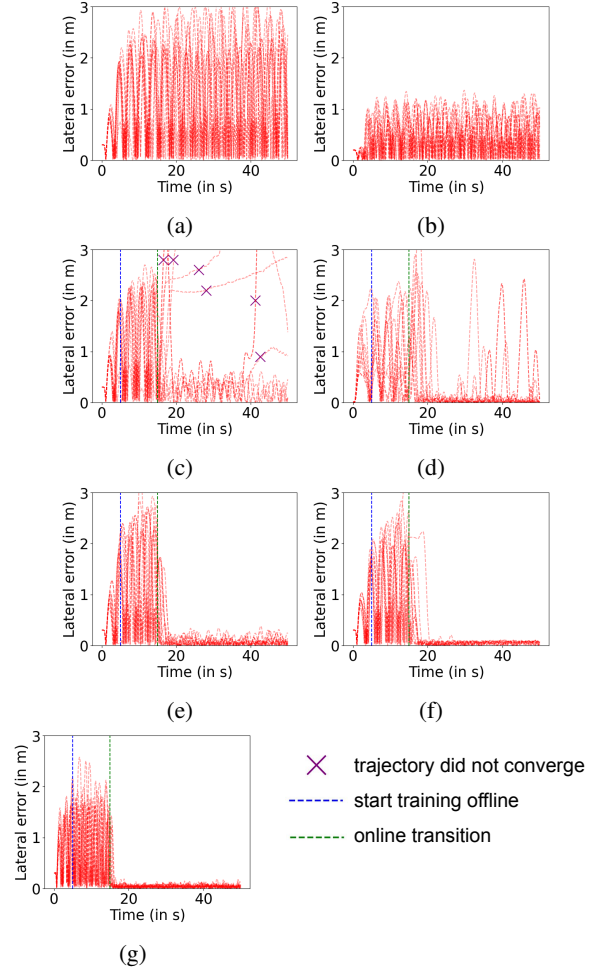 Lateral error (in m)
3
2
1
0
0 20 40
Time (in s)
(a)
Lateral error (in m)
3
2
1
0
0 20 40
Time (in s)
(b)
Lateral error (in m)
3
2
1
0
0 20 40
Time (in s)
(c)
Lateral error (in m)
3
2
1
0
0 20 40
Time (in s)
(d)
Lateral error (in m)
3
2
1
0
0 20 40
Time (in s)
(e)
Lateral error (in m)
3
2
1
0
0 20 40
Time (in s)
(f)
Lateral error (in m)
3
2
1
0
0 20 40
Time (in s)
(g)
trajectory did not converge
start training offline
online transition